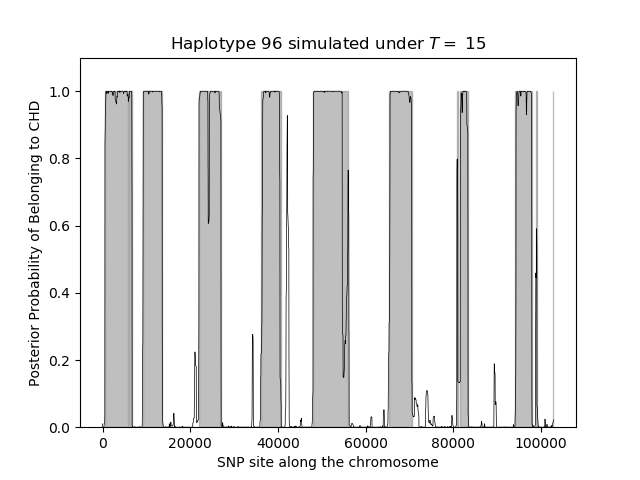 Haplotype 96 simulated under T = 15
Posterior Probability of Belonging to CHD
1.0
0.8
0.6
0.4
0.2
0.0
0 20000 40000 60000 80000 100000
SNP site along the chromosome